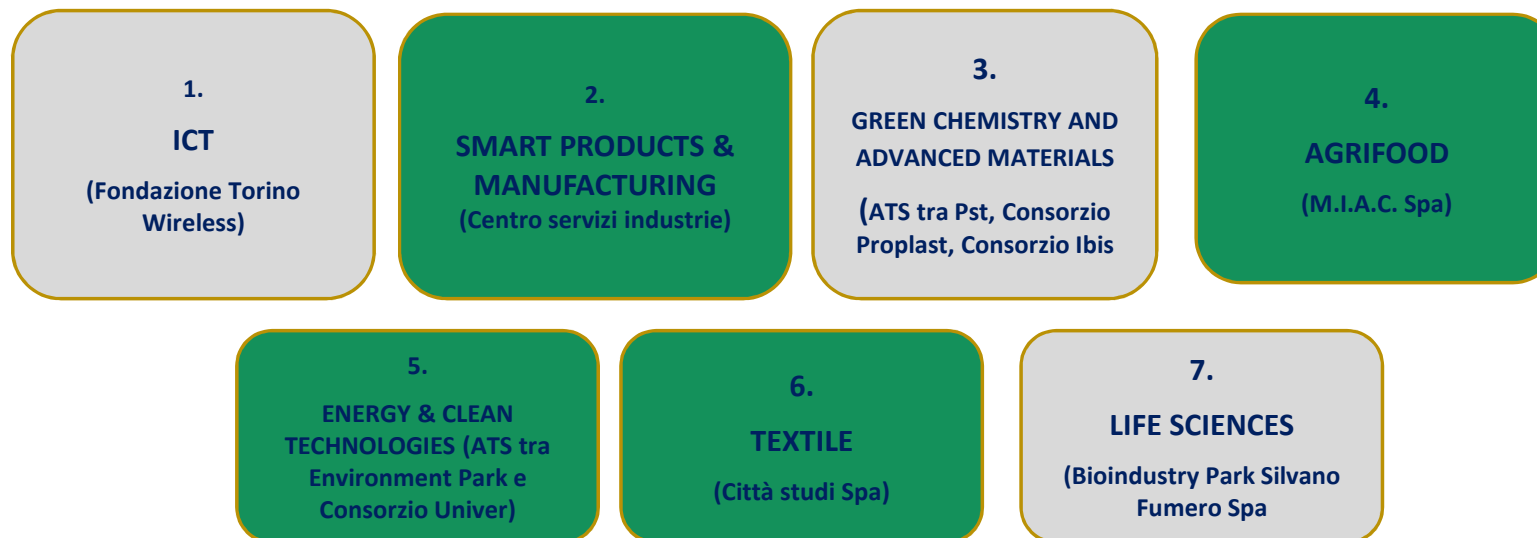 1.
ICT
(Fondazione Torino
Wireless)
2.
SMART PRODUCTS &
MANUFACTURING
(Centro servizi industrie)
3.
GREEN CHEMISTRY AND
ADVANCED MATERIALS
(ATS tra Pst, Consorzio
Proplast, Consorzio Ibis
4.
AGRIFOOD
(M.I.A.C. Spa)
5.
ENERGY & CLEAN
TECHNOLOGIES (ATS tra
Environment Park e
Consorzio Univer)
6.
TEXTILE
(Città studi Spa)
7.
LIFE SCIENCES
(Bioindustry Park Silvano
Fumero Spa